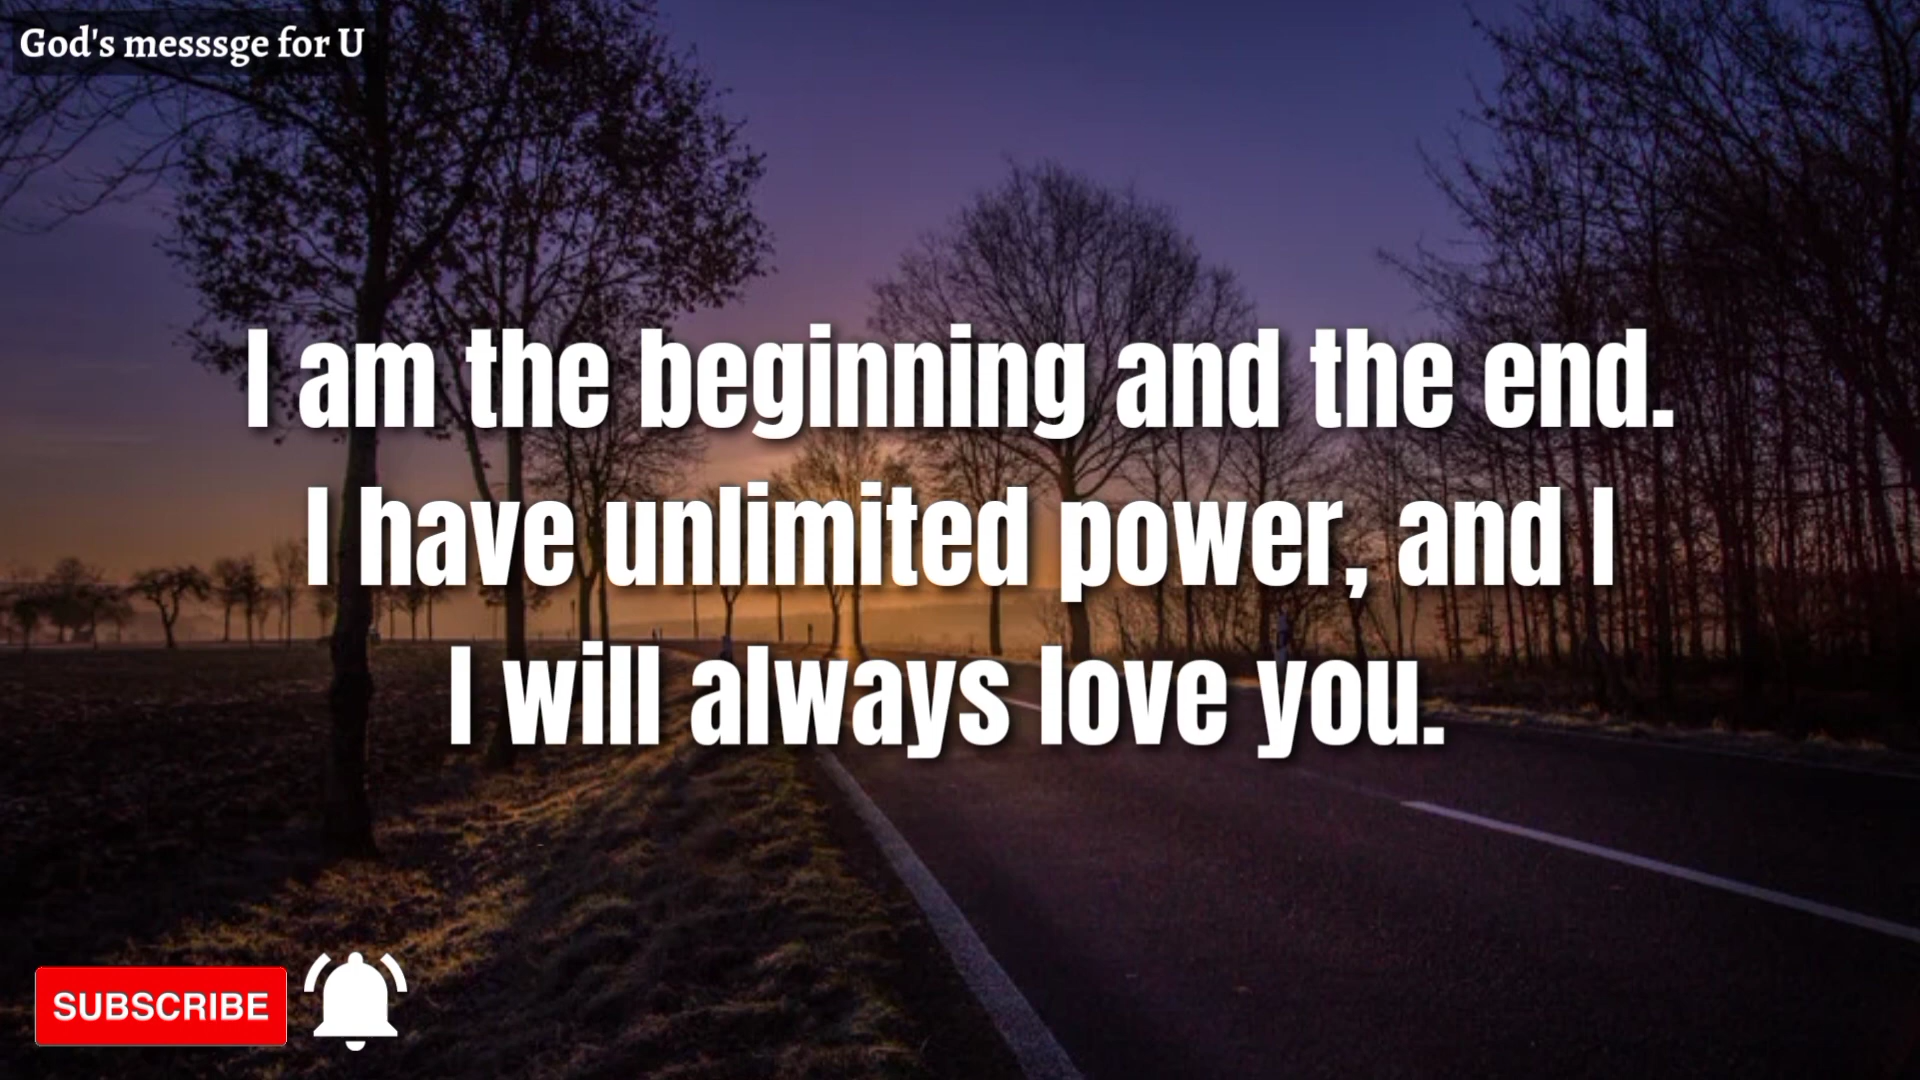 God's messsge for U
I am the beginning and the end.
I have unlimited power, and I
I will always love you.
SUBSCRIBE